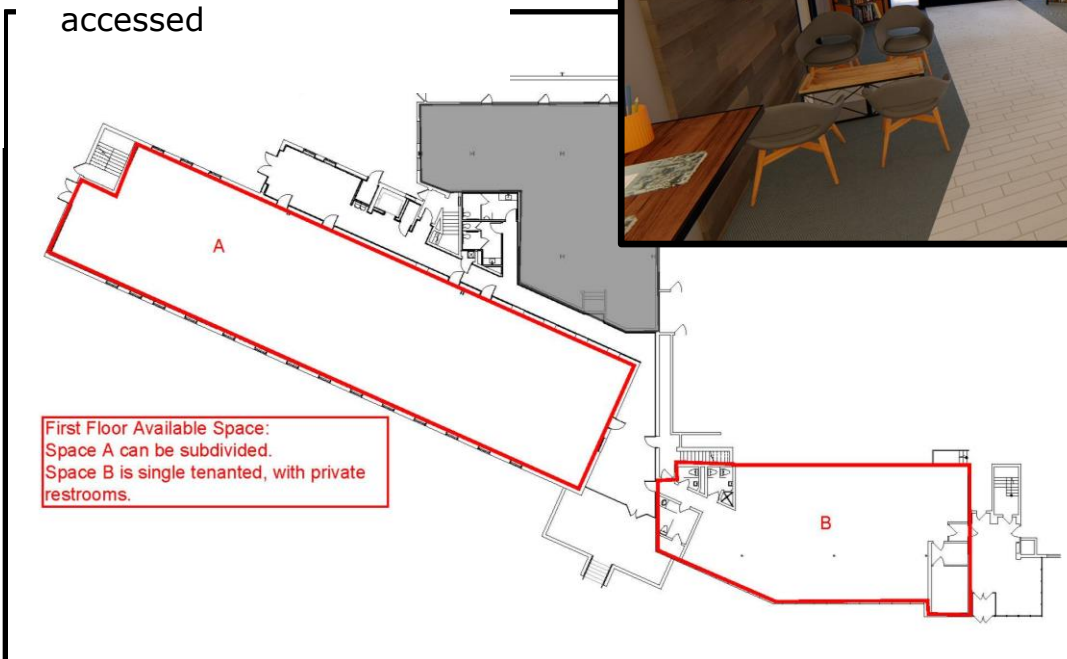 accessed
A
First Floor Available Space:
Space A can be subdivided.
Space B is single tenanted, with private
restrooms.
B